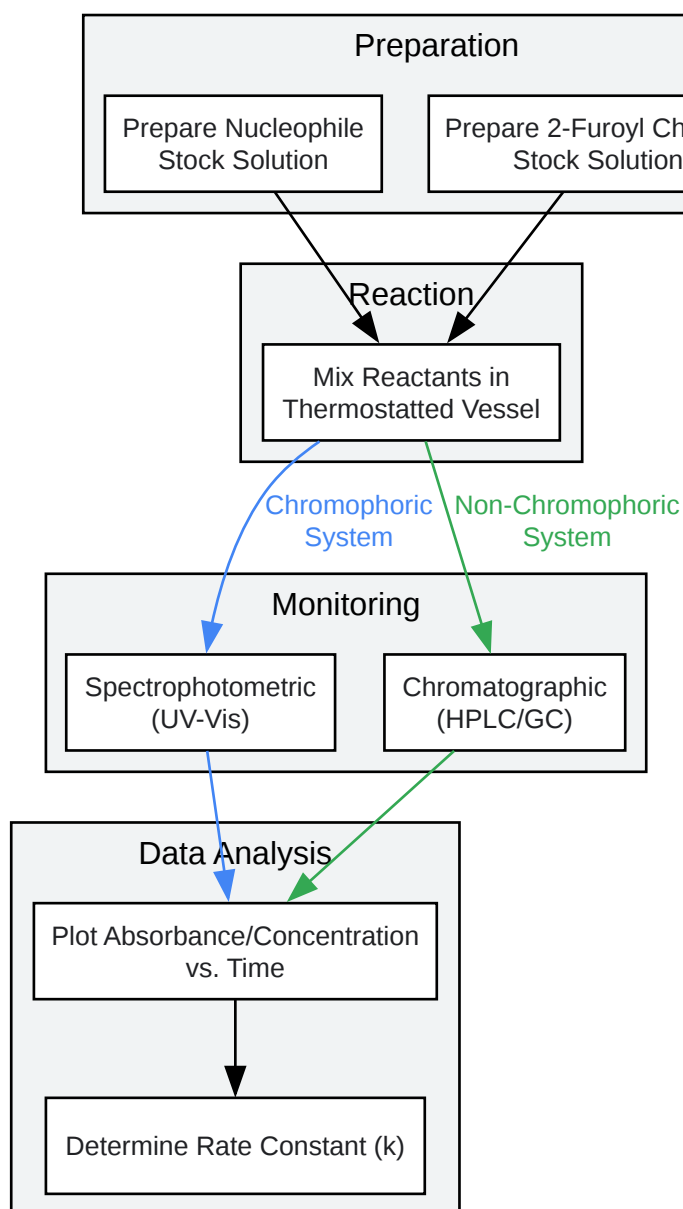 Preparation
Prepare Nucleophile
Stock Solution
Prepare 2-Furoyl
Stock Solution
Reaction
Mix Reactants in
Thermostatted Vessel
Chromophoric
System
Non-Chromophoric
System
Monitoring
Spectrophotometric
(UV-Vis)
Chromatographic
(HPLC/GC)
Data Analysis
Plot Absorbance/Concentration
vs. Time
Determine Rate Constant (k)